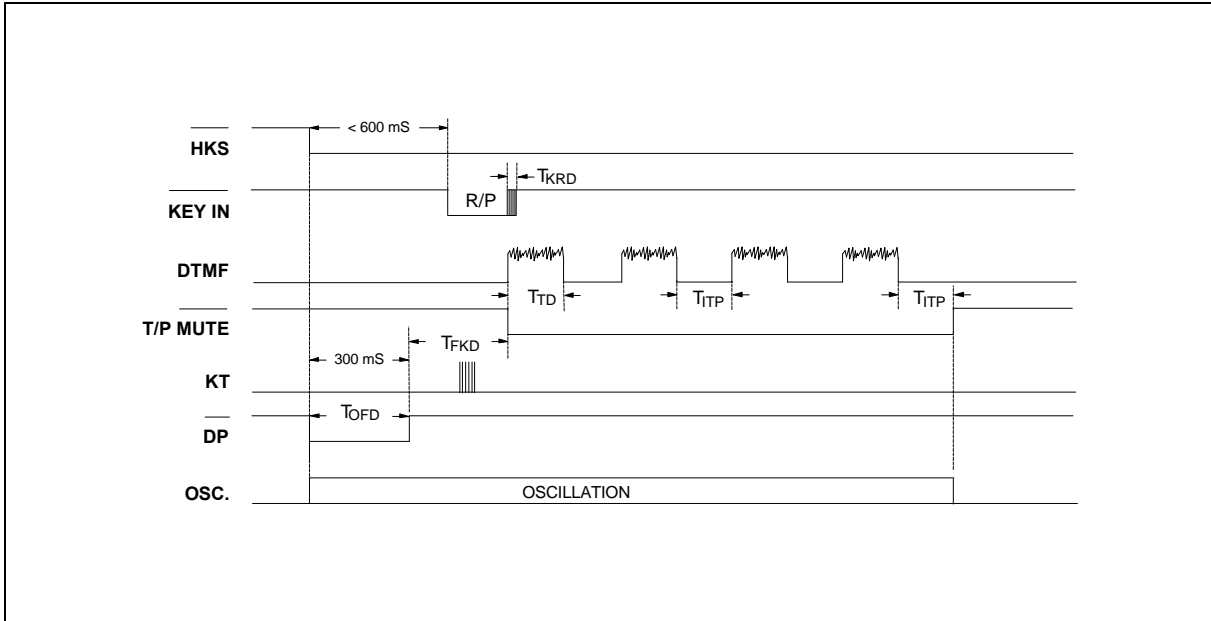 < 600 mS
HKS
TKRD
R/P
KEY IN
DTMF
TTD
TITP
TITP
T/P MUTE
TFKD
300 mS
KT
TOFD
DP
OSC.
OSCILLATION